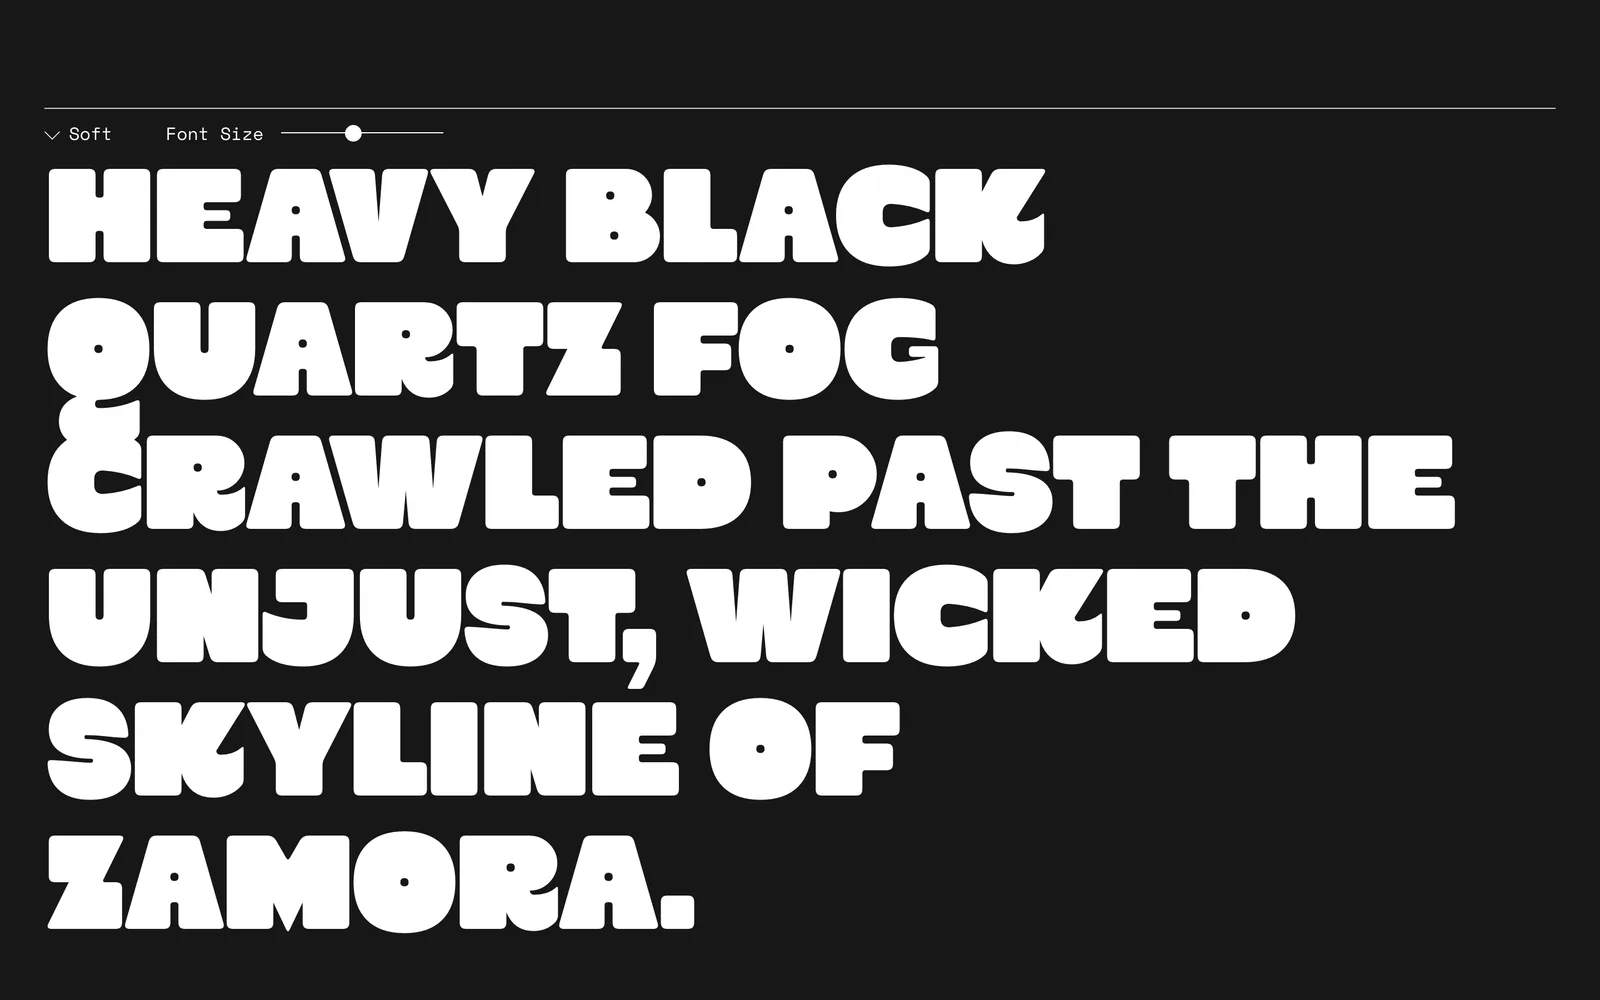 Soft Font Size
HEAVY BLACK
QUARTZ FOG
CRAWLED PAST THE
UNJUST, WICKED
SKYLINE OF
ZAMORA.